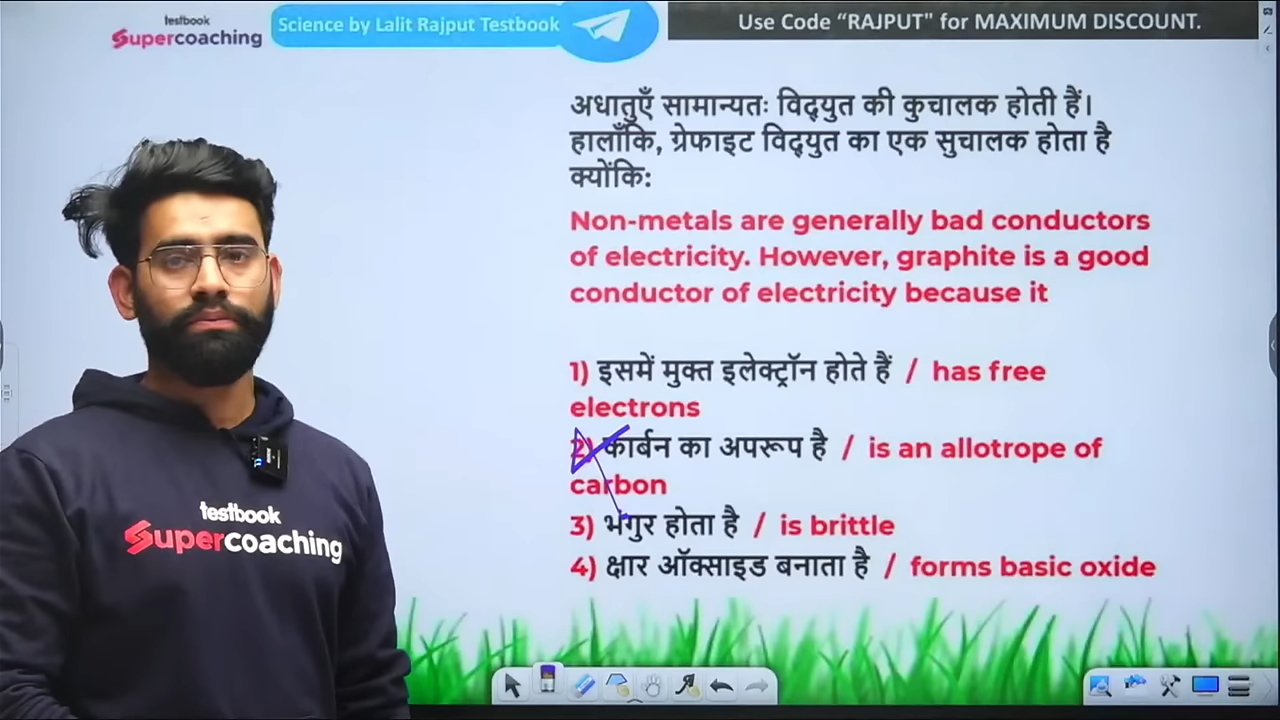 testbook
Supercoaching
Science by Lalit Rajput Testbook
Use Code “RAJPUT" for MAXIMUM DISCOUNT.
अधातुएँ सामान्यतः विद्युत की कुचालक होती हैं।
हालाँकि, ग्रेफाइट विद्युत का एक सुचालक होता है
क्योंकि:
Non-metals are generally bad conductors
of electricity. However, graphite is a good
conductor of electricity because it
1) इसमें मुक्त इलेक्ट्रॉन होते हैं / has free
electrons
2) कार्बन का अपरूप है / is an allotrope of
carbon
3) भंगुर होता है / is brittle
4) क्षार ऑक्साइड बनाता है / forms basic oxide
testbook
Supercoaching